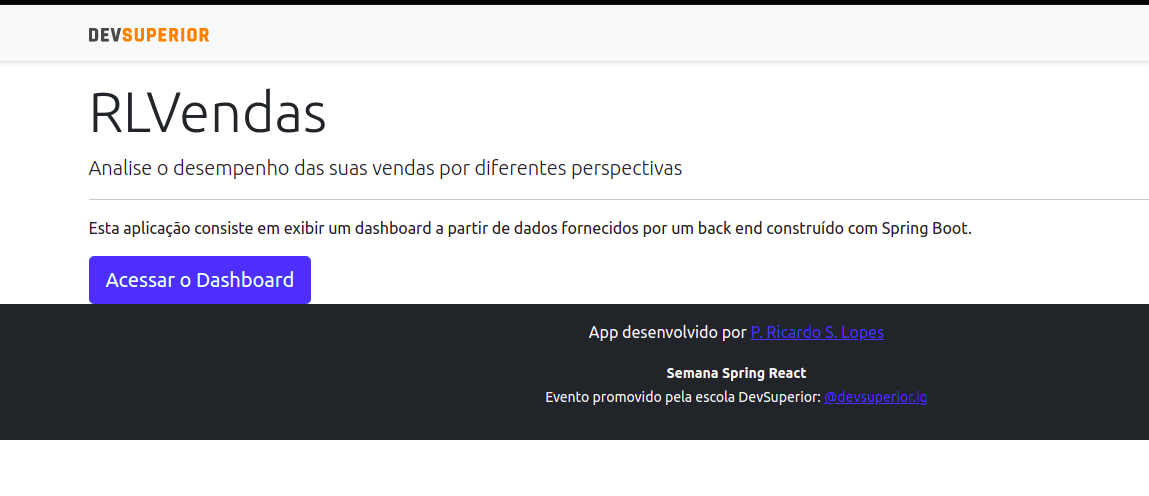 DEVSUPERIOR
RLVendas
Analise o desempenho das suas vendas por diferentes perspectivas
Esta aplicação consiste em exibir um dashboard a partir de dados fornecidos por um back end construído com Spring Boot.
Acessar o Dashboard
App desenvolvido por P. Ricardo S. Lopes
Semana Spring React
Evento promovido pela escola DevSuperior: @devsuperior.ig